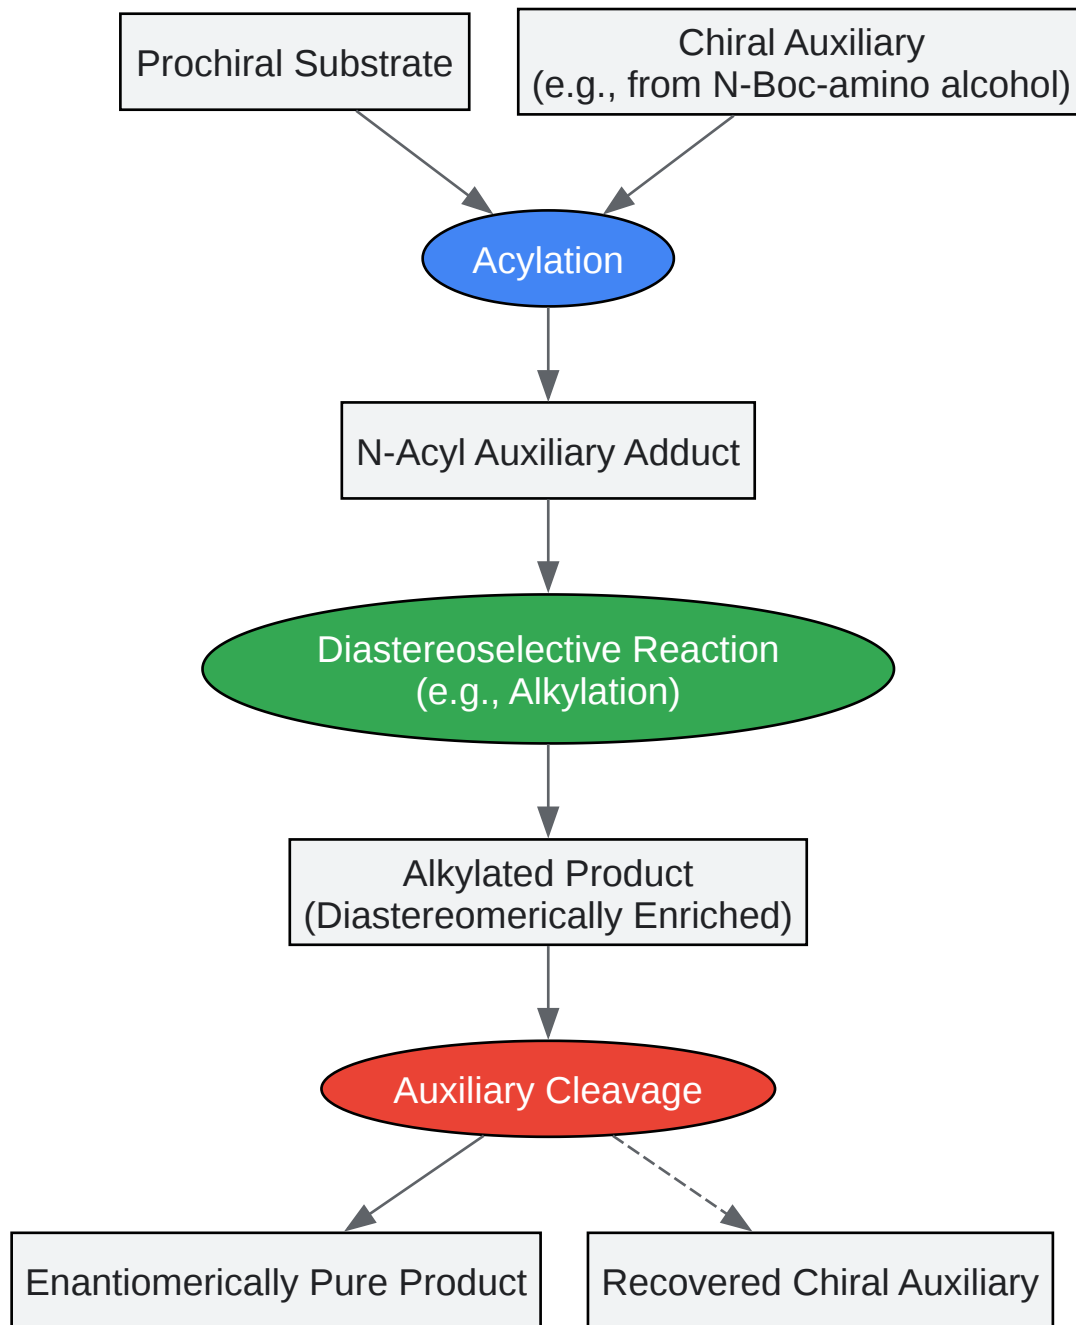 Prochiral Substrate
Chiral Auxiliary
(e.g., from N-Boc-amino alcohol)
Acylation
N-Acyl Auxiliary Adduct
Diastereoselective Reaction
(e.g., Alkylation)
Alkylated Product
(Diastereomerically Enriched)
Auxiliary Cleavage
Enantiomerically Pure Product
Recovered Chiral Auxiliary